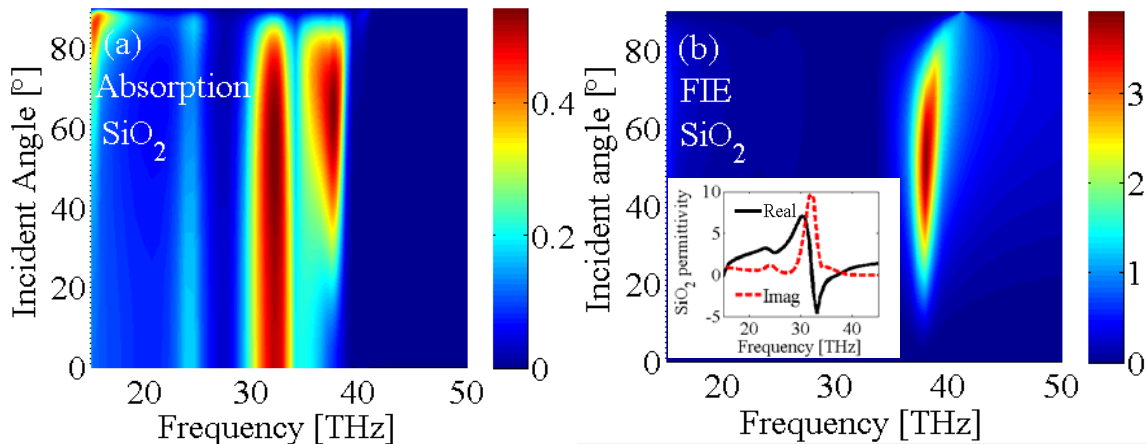 (a)
Absorption
SiO2
80
60
40
20
0
Incident Angle [°]
20
30
40
50
Frequency [THz]
0.4
0.2
0
(b)
FIE
SiO2
80
60
40
20
0
Incident angle [°]
20
30
40
50
Frequency [THz]
3
2
1
0
10
5
0
-5
SiO2 permittivity
Real
Imag
20
30
40
Frequency [THz]